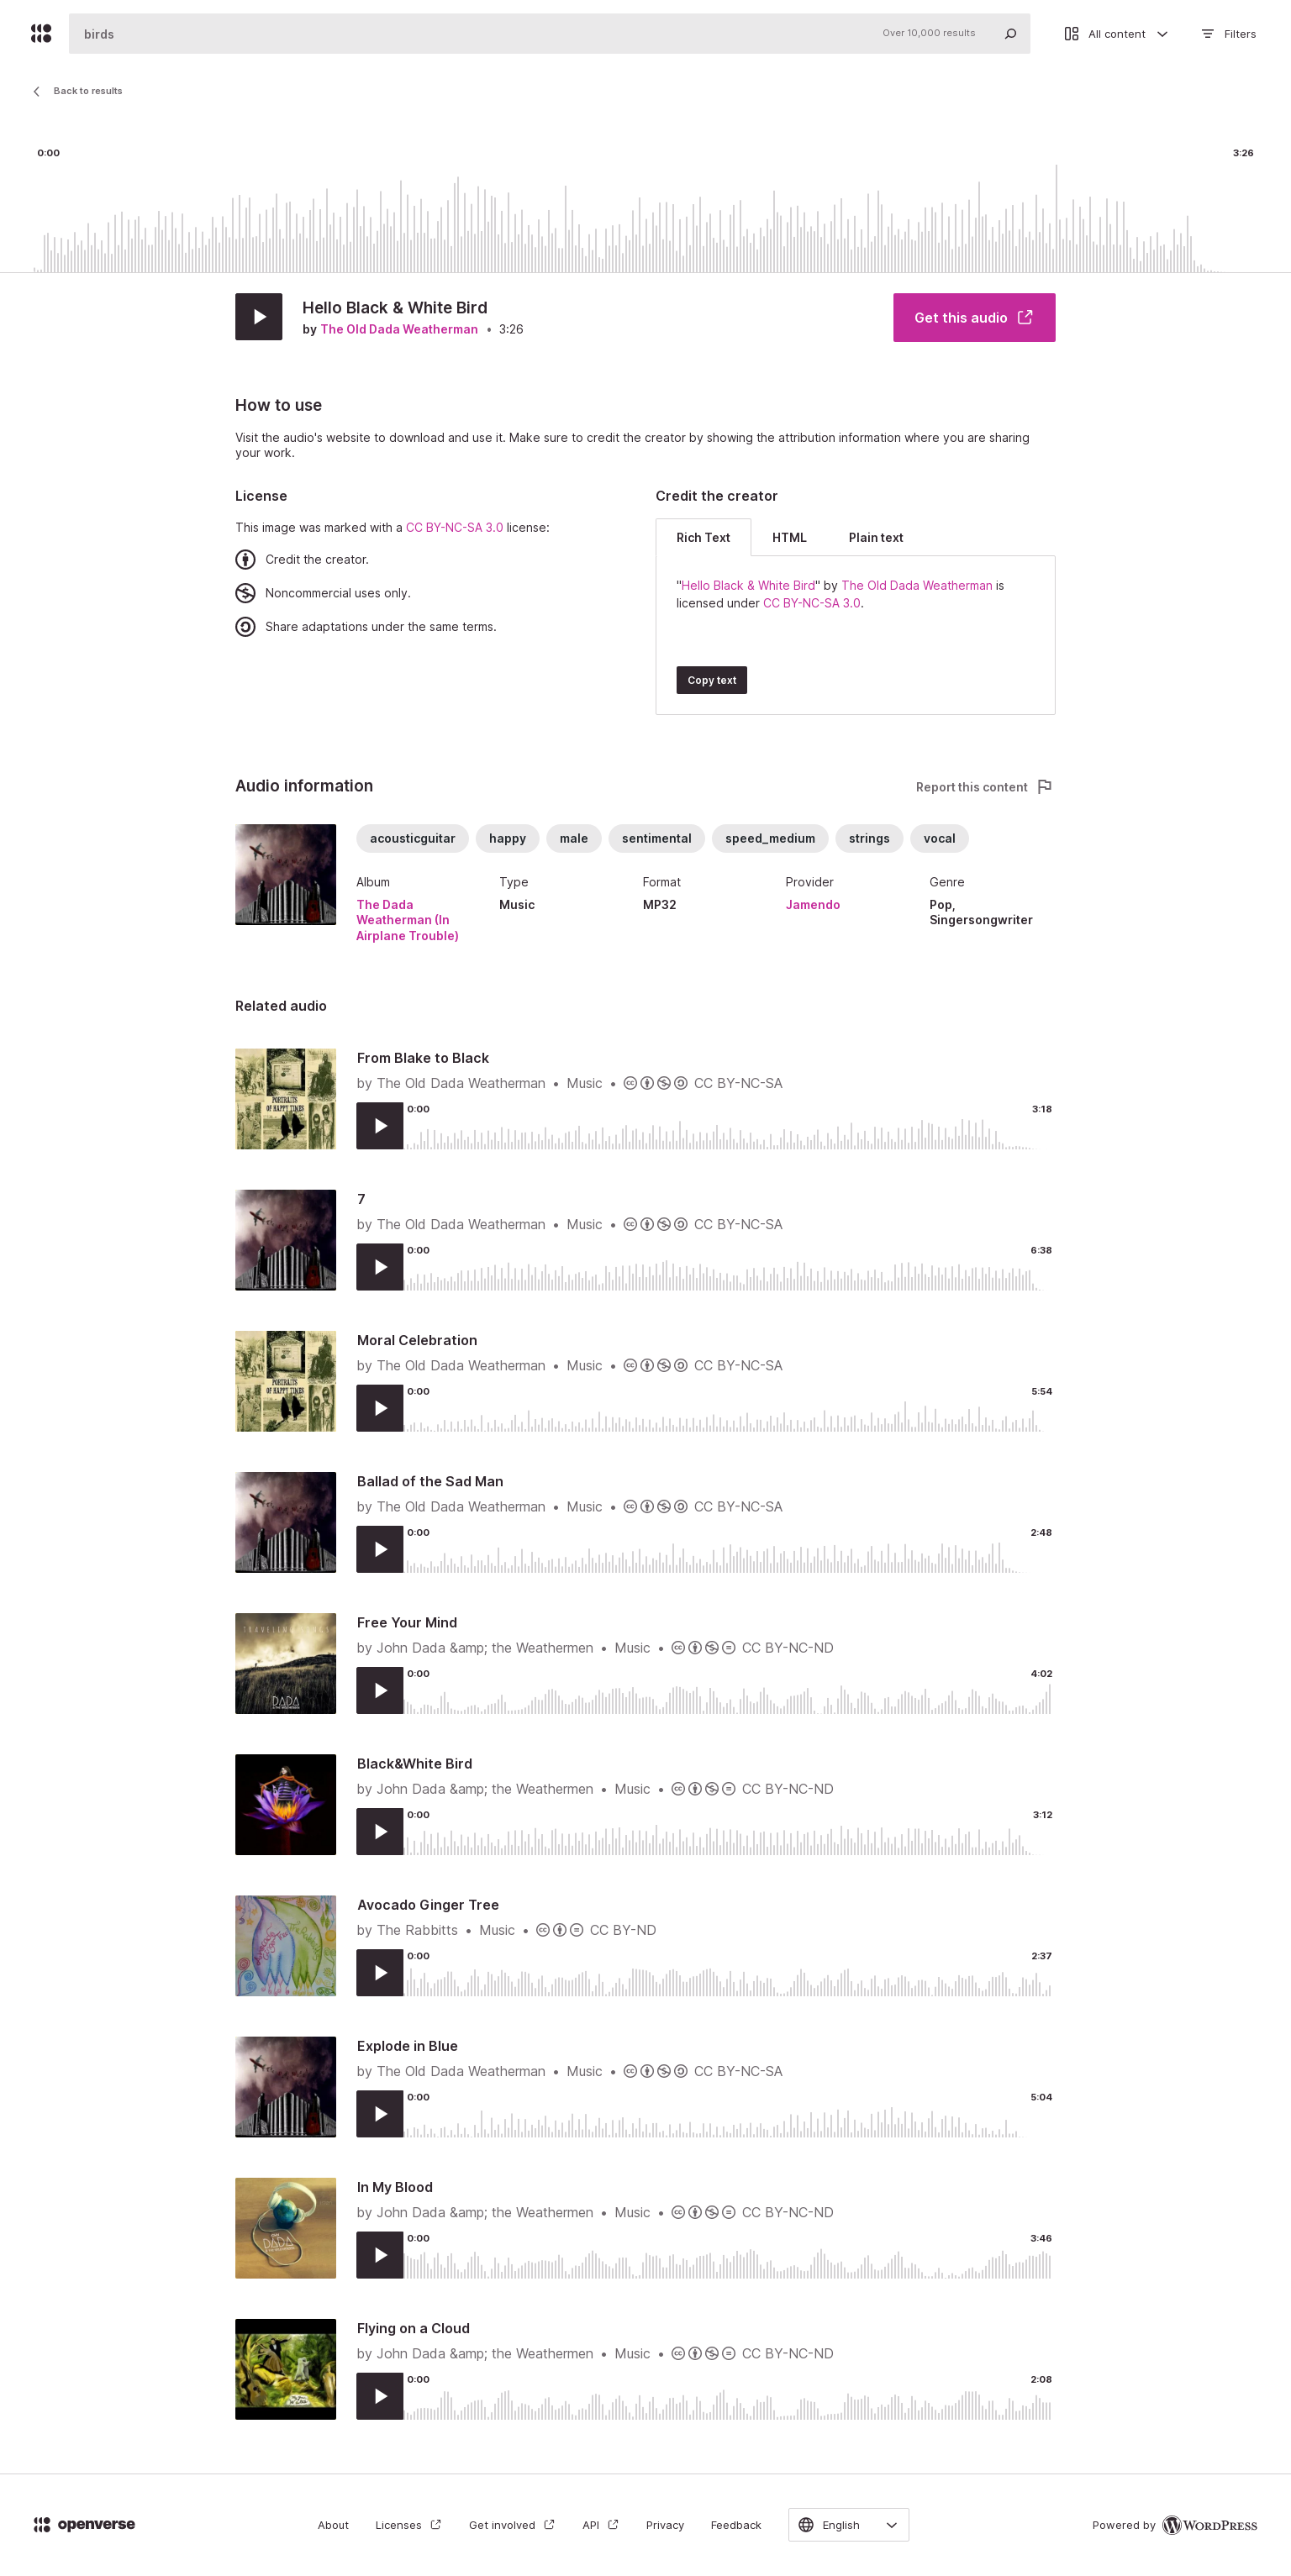 birds
Over 10,000 results
All content
Filters
Back to results
0:00
3:26
Hello Black & White Bird
by The Old Dada Weatherman • 3:26
Get this audio
How to use
Visit the audio's website to download and use it. Make sure to credit the creator by showing the attribution information where you are sharing
your work.
License
This image was marked with a CC BY-NC-SA 3.0 license:
Credit the creator.
Noncommercial uses only.
Share adaptations under the same terms.
Credit the creator
Rich Text
HTML
Plain text
"Hello Black & White Bird" by The Old Dada Weatherman is
licensed under CC BY-NC-SA 3.0.
Copy text
Audio information
Report this content
acousticguitar
happy
male
sentimental
speed_medium
strings
vocal
Album
The Dada
Weatherman (In
Airplane Trouble)
Type
Music
Format
MP32
Provider
Jamendo
Genre
Pop,
Singersongwriter
Related audio
PORTRAITS
OF HAPPY TIMES
From Blake to Black
by The Old Dada Weatherman • Music • CC BY-NC-SA
0:00
3:18
7
by The Old Dada Weatherman • Music • CC BY-NC-SA
0:00
6:38
PORTRAITS
OF HAPPY TIMES
Moral Celebration
by The Old Dada Weatherman • Music • CC BY-NC-SA
0:00
5:54
Ballad of the Sad Man
by The Old Dada Weatherman • Music • CC BY-NC-SA
0:00
2:48
DADA
Free Your Mind
by John Dada &amp; the Weathermen • Music • CC BY-NC-ND
0:00
4:02
Black&White Bird
by John Dada &amp; the Weathermen • Music • CC BY-NC-ND
0:00
3:12
Avocado Ginger Tree
by The Rabbitts • Music • CC BY-ND
0:00
2:37
Explode in Blue
by The Old Dada Weatherman • Music • CC BY-NC-SA
0:00
5:04
DADA
In My Blood
by John Dada &amp; the Weathermen • Music • CC BY-NC-ND
0:00
3:46
Flying on a Cloud
by John Dada &amp; the Weathermen • Music • CC BY-NC-ND
0:00
2:08
openverse
About
Licenses
Get involved
API
Privacy
Feedback
English
Powered by WORDPRESS